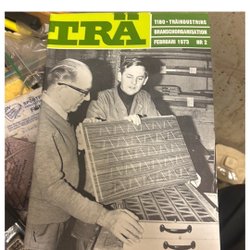 TRÄ
TIBO - TRÄINDUSTRINS
BRANSCHORGANISATION
FEBRUARI 1973 NR 2